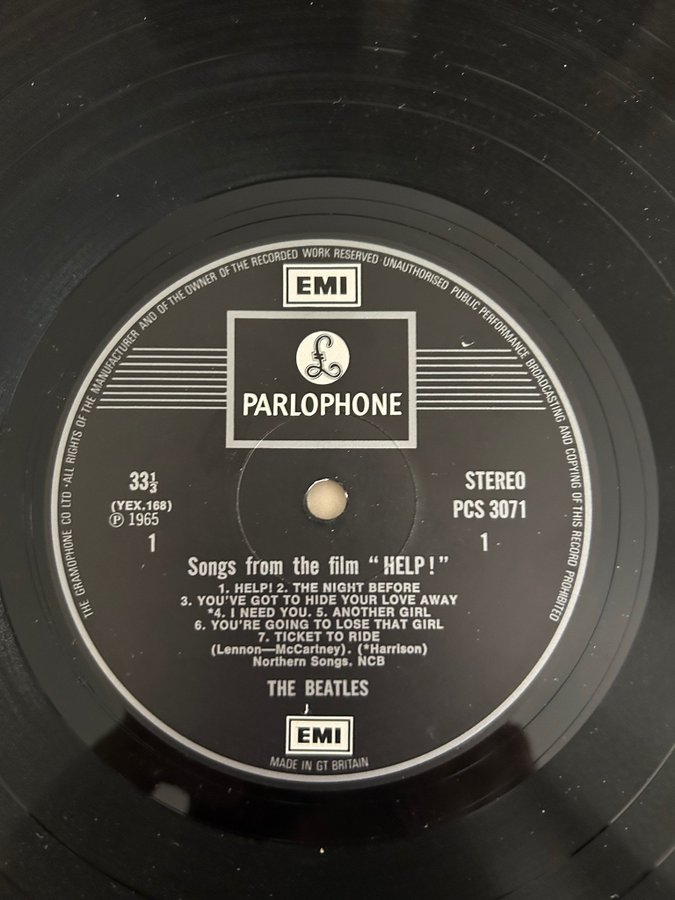 THE GRAMOPHONE CO LTD · ALL RIGHTS OF THE MANUFACTURER AND OF THE OWNER OF THE RECORDED WORK RESERVED · UNAUTHORISED PUBLIC PERFORMANCE BROADCASTING AND COPYING OF THIS RECORD PROHIBITED
EMI
£
PARLOPHONE
33⅓
(YEX.168)
Ⓟ 1965
1
STEREO
PCS 3071
1
Songs from the film "HELP!"
1. HELP! 2. THE NIGHT BEFORE
3. YOU'VE GOT TO HIDE YOUR LOVE AWAY
*4. I NEED YOU. 5. ANOTHER GIRL
6. YOU'RE GOING TO LOSE THAT GIRL
7. TICKET TO RIDE
(Lennon—McCartney). (*Harrison)
Northern Songs, NCB
THE BEATLES
EMI
MADE IN GT BRITAIN